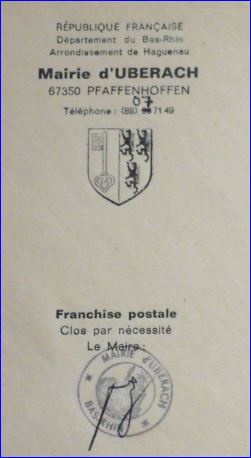 RÉPUBLIQUE FRANÇAISE
Département du Bas-Rhin
Arrondissement de Haguenau
Mairie d'UBERACH
67350 PFAFFENHOFFEN
07
Téléphone : (88) 71 49
Franchise postale
Clos par nécessité
Le Maire :
MAIRIE d'UBERACH
BAS-RHIN